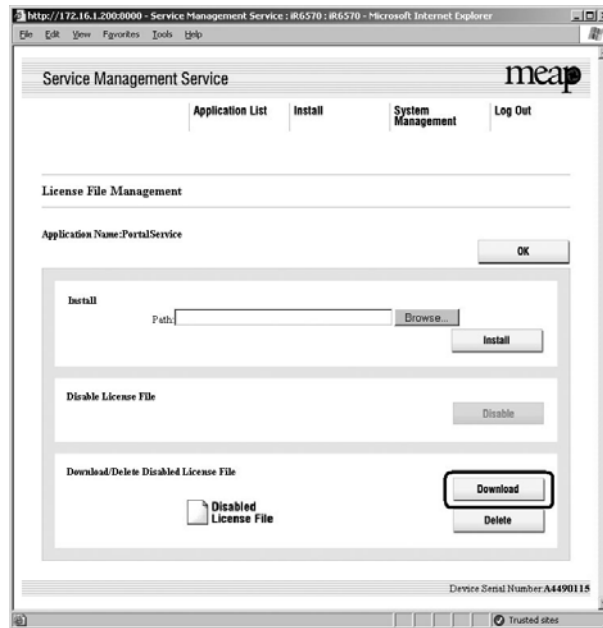 http://172.16.1.200:0000 - Service Management Service : iR6570 : iR6570 - Microsoft Internet Explorer
File Edit View Favorites Tools Help
Service Management Service
meap
Application List Install System Management Log Out
License File Management
Application Name:PortalService
OK
Install
Path:
Browse...
Install
Disable License File
Disable
Download/Delete Disabled License File
Download
Disabled
License File
Delete
Device Serial Number:A4490115
Trusted sites